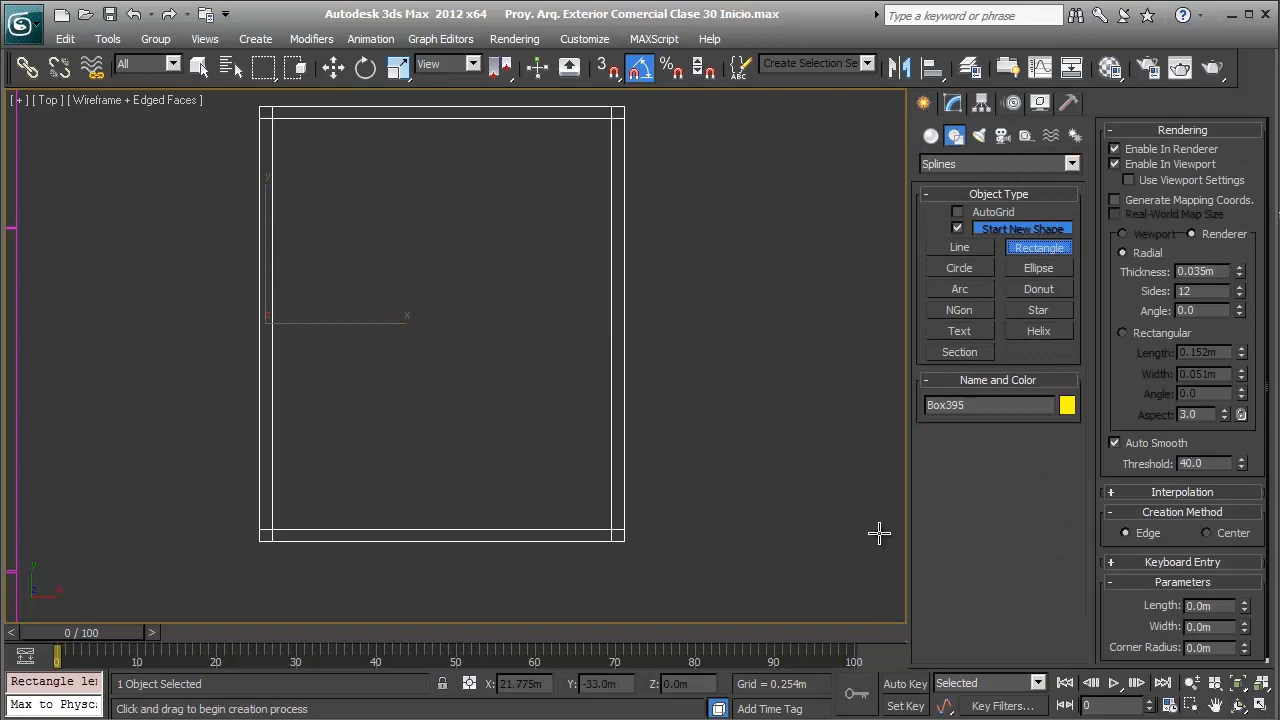 Autodesk 3ds Max 2012 x64 Proy. Arq. Exterior Comercial Clase 30 Inicio.max
Type a keyword or phrase
Edit Tools Group Views Create Modifiers Animation Graph Editors Rendering Customize MAXScript Help
All View 3 Create Selection Se
[ + ] [ Top ] [ Wireframe + Edged Faces ]
y
x
z
y
z x
Splines
- Object Type
AutoGrid
Start New Shape
Line Rectangle
Circle Ellipse
Arc Donut
NGon Star
Text Helix
Section
- Name and Color
Box395
- Rendering
Enable In Renderer
Enable In Viewport
Use Viewport Settings
Generate Mapping Coords.
Real-World Map Size
Viewport Renderer
Radial
Thickness: 0.035m
Sides: 12
Angle: 0.0
Rectangular
Length: 0.152m
Width: 0.051m
Angle: 0.0
Aspect: 3.0
Auto Smooth
Threshold: 40.0
+ Interpolation
- Creation Method
Edge Center
+ Keyboard Entry
- Parameters
Length: 0.0m
Width: 0.0m
Corner Radius: 0.0m
< 0 / 100 >
0 10 20 30 40 50 60 70 80 90 100
Rectangle le
Max to Physc
1 Object Selected
X: 21.775m Y: -33.0m Z: 0.0m Grid = 0.254m
Click and drag to begin creation process
Add Time Tag
Auto Key Selected
Set Key Key Filters...
0